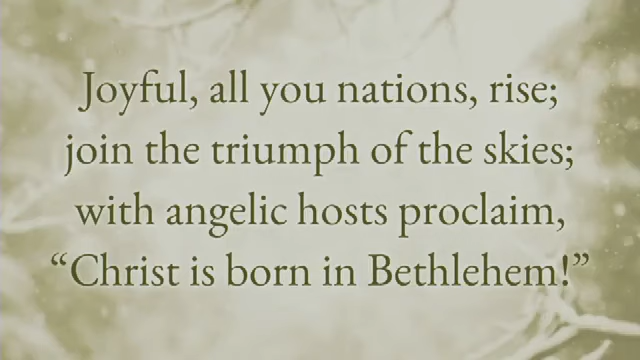 Joyful, all you nations, rise;
join the triumph of the skies;
with angelic hosts proclaim,
“Christ is born in Bethlehem!”